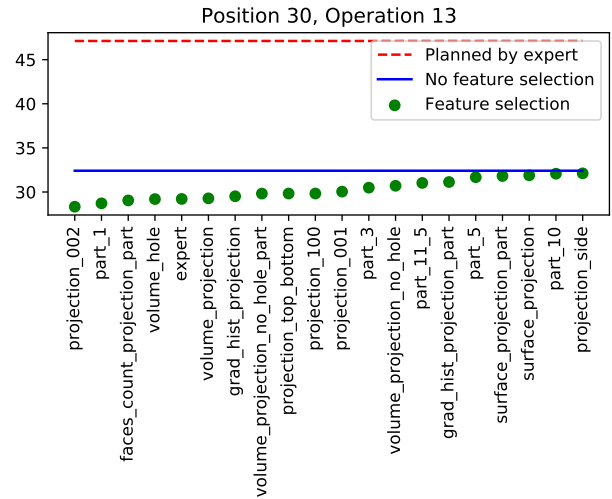 Position 30, Operation 13
Planned by expert
No feature selection
Feature selection
45
40
35
30
projection_002
part_1
faces_count_projection_part
volume_hole
expert
volume_projection
grad_hist_projection
volume_projection_no_hole_part
projection_top_bottom
projection_100
projection_001
part_3
volume_projection_no_hole
part_11_5
grad_hist_projection_part
part_5
surface_projection_part
surface_projection
part_10
projection_side